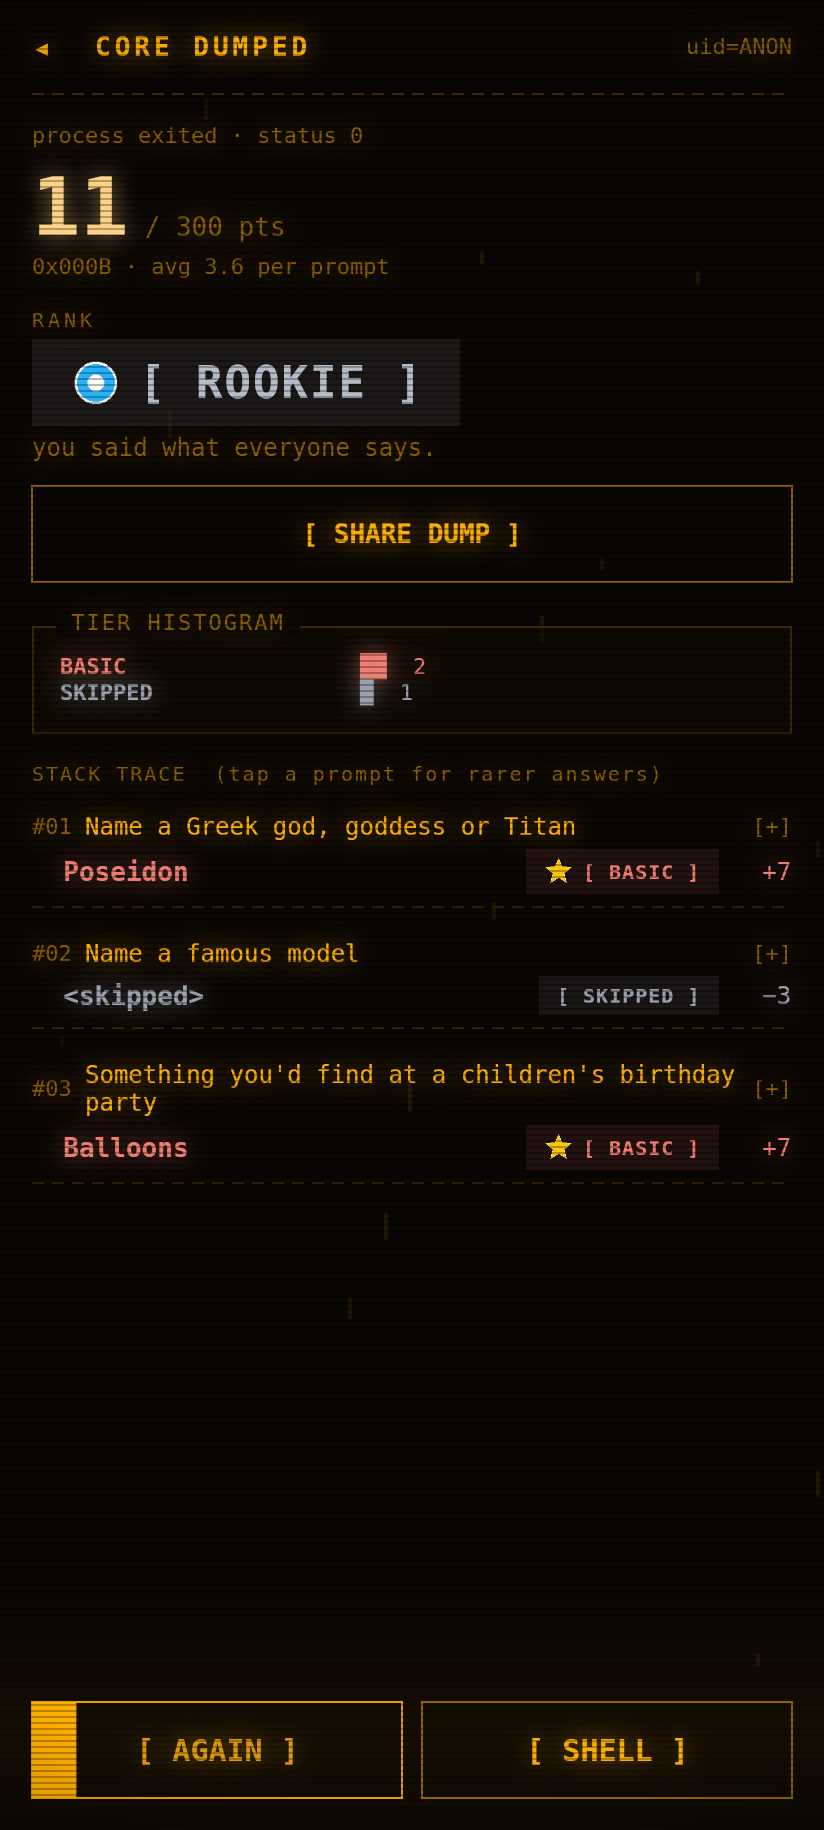 ◂ CORE DUMPED uid=ANON
process exited · status 0
11 / 300 pts
0x000B · avg 3.6 per prompt
RANK
[ ROOKIE ]
you said what everyone says.
[ SHARE DUMP ]
TIER HISTOGRAM
BASIC 2
SKIPPED 1
STACK TRACE (tap a prompt for rarer answers)
#01 Name a Greek god, goddess or Titan [+]
Poseidon [ BASIC ] +7
#02 Name a famous model [+]
<skipped> [ SKIPPED ] −3
#03 Something you'd find at a children's birthday party [+]
Balloons [ BASIC ] +7
[ AGAIN ] [ SHELL ]